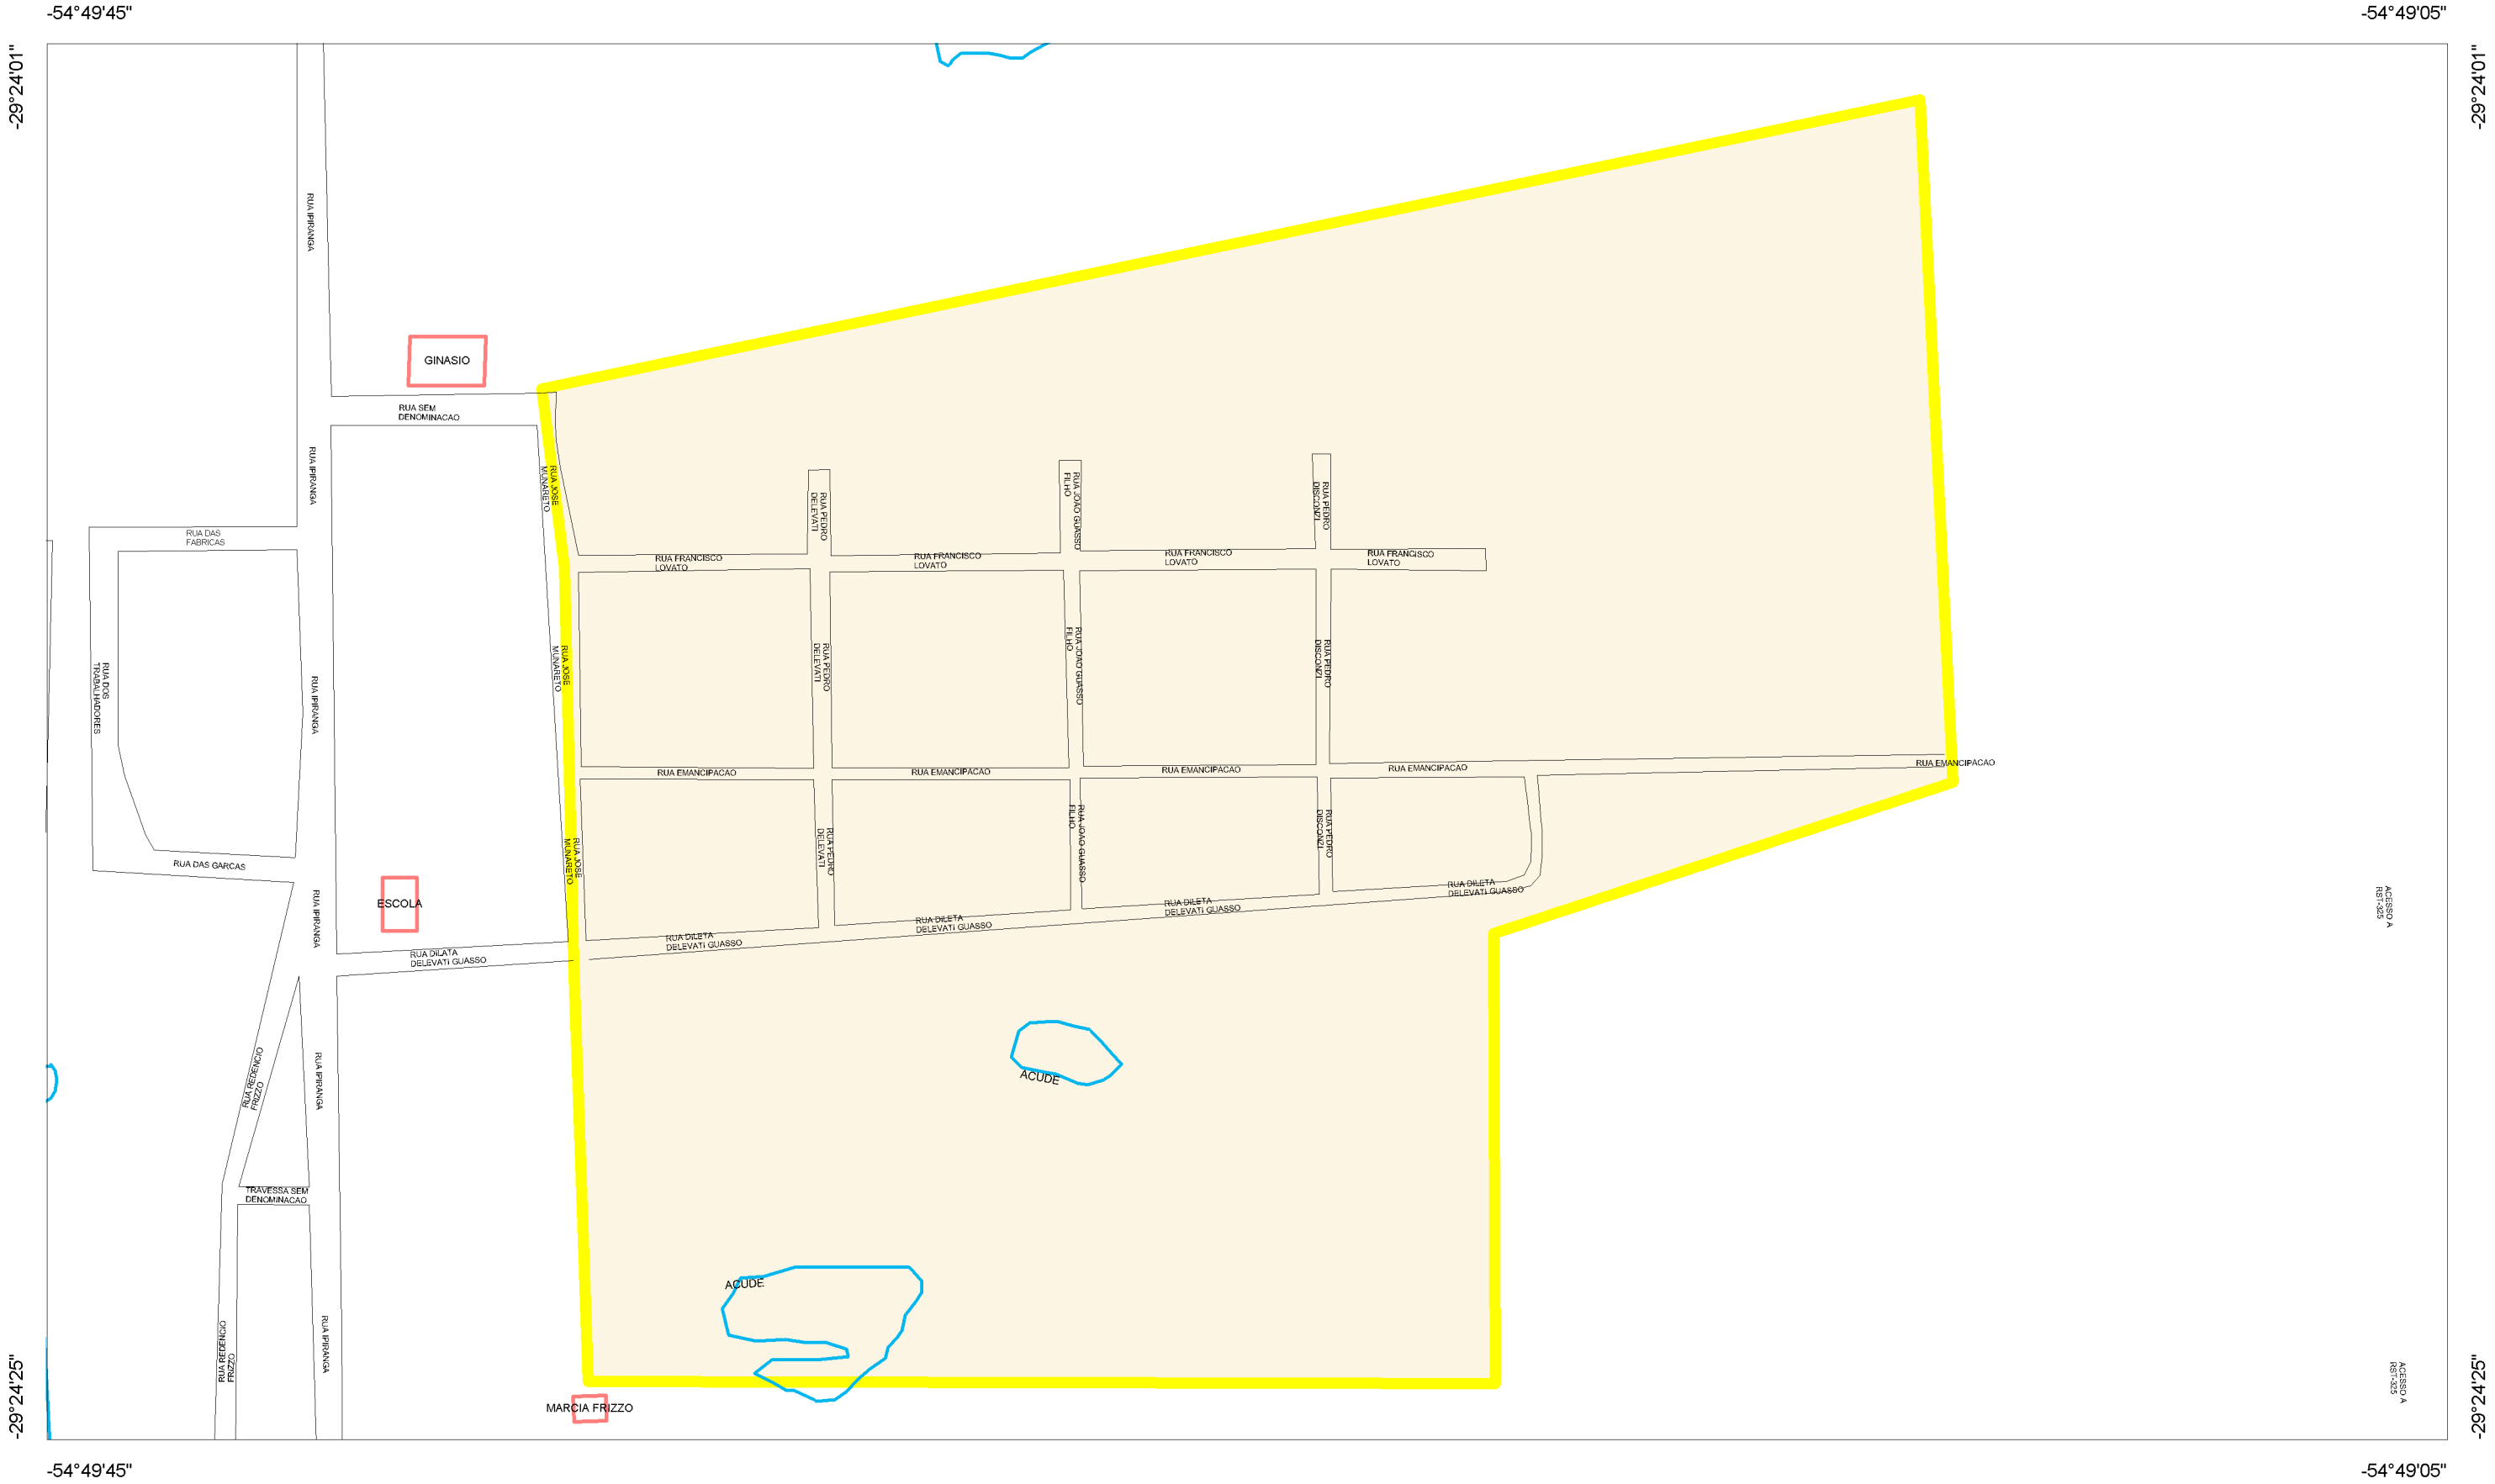 -54°49'45"
-54°49'05"
-29°24'01"
-29°24'01"
RUA IPIRANGA
GINASIO
RUA SEM
DENOMINACAO
RUA IPIRANGA
RUA JOSE
MUNARETO
RUA PEDRO
DELEVATI
RUA JOAO GUASSO
FILHO
RUA PEDRO
DISCONZI
RUA DAS
FABRICAS
RUA FRANCISCO
LOVATO
RUA FRANCISCO
LOVATO
RUA FRANCISCO
LOVATO
RUA FRANCISCO
LOVATO
RUA DOS
TRABALHADORES
RUA IPIRANGA
RUA JOSE
MUNARETO
RUA PEDRO
DELEVATI
RUA JOAO GUASSO
FILHO
RUA PEDRO
DISCONZI
RUA EMANCIPACAO
RUA EMANCIPACAO
RUA EMANCIPACAO
RUA EMANCIPACAO
RUA EMANCIPACAO
RUA DAS GARCAS
RUA JOSE
MUNARETO
RUA PEDRO
DELEVATI
RUA JOAO GUASSO
FILHO
RUA PEDRO
DISCONZI
ESCOLA
RUA IPIRANGA
RUA DILATA
DELEVATI GUASSO
RUA DILETA
DELEVATI GUASSO
RUA DILETA
DELEVATI GUASSO
RUA DILETA
DELEVATI GUASSO
RUA DILETA
DELEVATI GUASSO
ACESSO A
RST-325
RUA REDENCIO
FRIZZO
RUA IPIRANGA
ACUDE
TRAVESSA SEM
DENOMINACAO
ACUDE
RUA REDENCIO
FRIZZO
RUA IPIRANGA
MARCIA FRIZZO
ACESSO A
RST-325
-29°24'25"
-29°24'25"
-54°49'45"
-54°49'05"